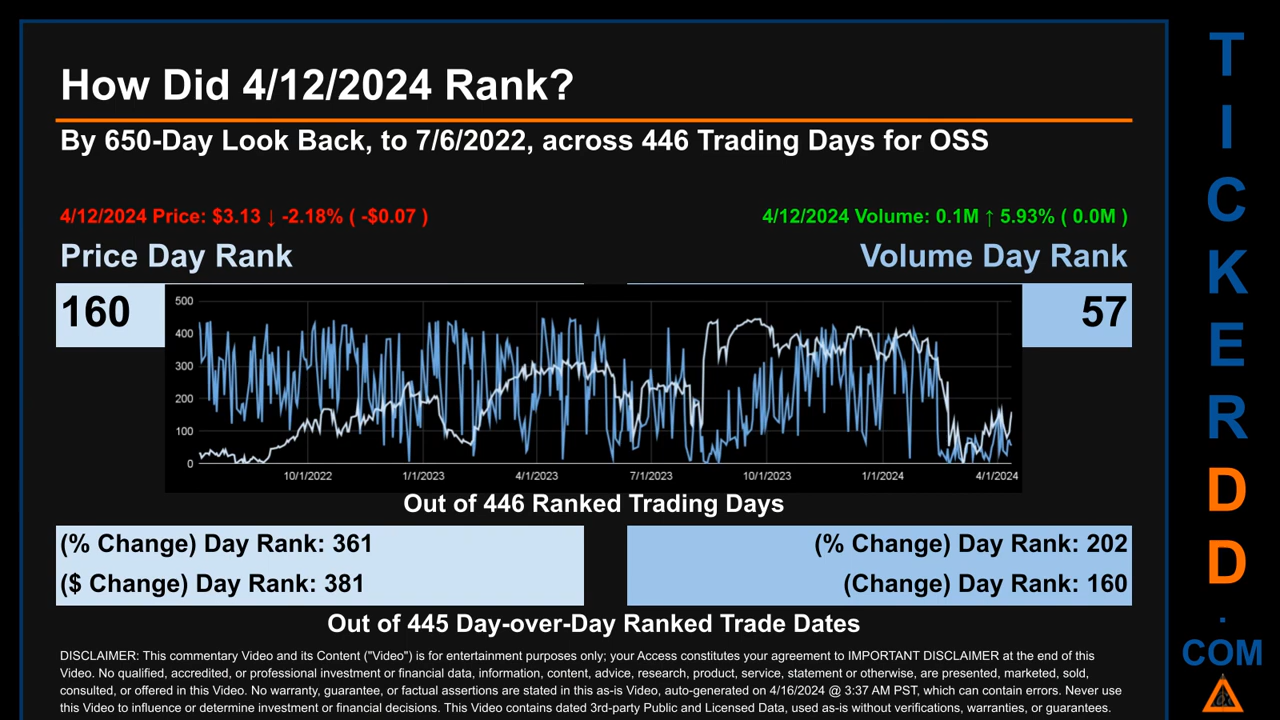 How Did 4/12/2024 Rank?
By 650-Day Look Back, to 7/6/2022, across 446 Trading Days for OSS
4/12/2024 Price: $3.13 ↓ -2.18% ( -$0.07 )
4/12/2024 Volume: 0.1M ↑ 5.93% ( 0.0M )
Price Day Rank
Volume Day Rank
160
57
500
400
300
200
100
0
10/1/2022
1/1/2023
4/1/2023
7/1/2023
10/1/2023
1/1/2024
4/1/2024
Out of 446 Ranked Trading Days
(% Change) Day Rank: 361
($ Change) Day Rank: 381
(% Change) Day Rank: 202
(Change) Day Rank: 160
Out of 445 Day-over-Day Ranked Trade Dates
DISCLAIMER: This commentary Video and its Content ("Video") is for entertainment purposes only; your Access constitutes your agreement to IMPORTANT DISCLAIMER at the end of this
Video. No qualified, accredited, or professional investment or financial data, information, content, advice, research, product, service, statement or otherwise, are presented, marketed, sold,
consulted, or offered in this Video. No warranty, guarantee, or factual assertions are stated in this as-is Video, auto-generated on 4/16/2024 @ 3:37 AM PST, which can contain errors. Never use
this Video to influence or determine investment or financial decisions. This Video contains dated 3rd-party Public and Licensed Data, used as-is without verifications, warranties, or guarantees.
T
I
C
K
E
R
D
D
.
COM